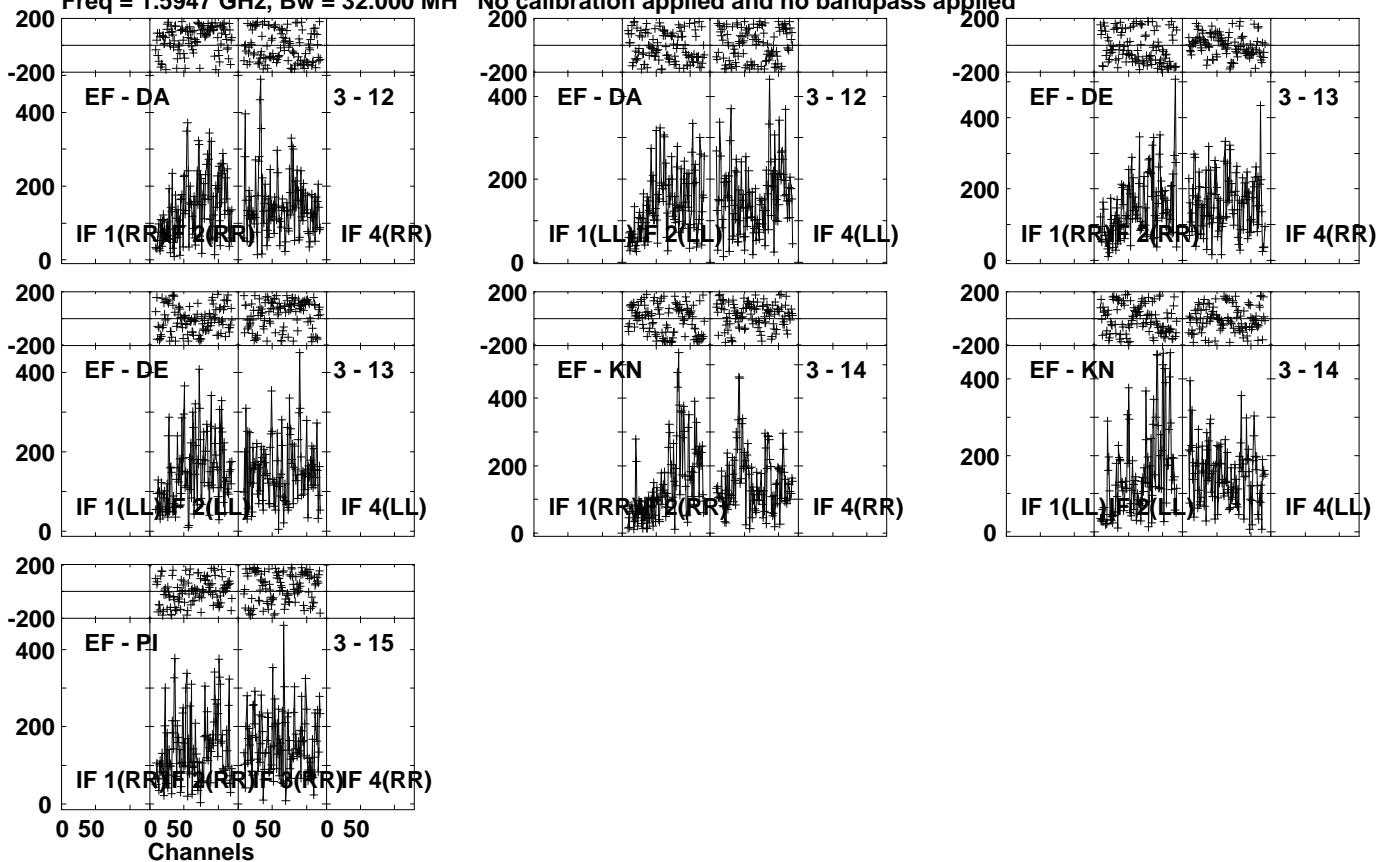 Freq = 1.5947 GHz, Bw = 32.000 MH No calibration applied and no bandpass applied
200
-200
EF - DA
3 - 12
400
200
0
IF 1(RR)
IF 2(RR)
IF 4(RR)
200
-200
EF - DA
3 - 12
400
200
0
IF 1(LL)
IF 2(LL)
IF 4(LL)
200
-200
EF - DE
3 - 13
400
200
0
IF 1(RR)
IF 2(RR)
IF 4(RR)
200
-200
EF - DE
3 - 13
400
200
0
IF 1(LL)
IF 2(LL)
IF 4(LL)
200
-200
EF - KN
3 - 14
400
200
0
IF 1(RR)
IF 2(RR)
IF 4(RR)
200
-200
EF - KN
3 - 14
400
200
0
IF 1(LL)
IF 2(LL)
IF 4(LL)
200
-200
EF - PI
3 - 15
400
200
0
IF 1(RR)
IF 2(RR)
IF 3(RR)
IF 4(RR)
0 50 0 50 0 50 0 50
Channels